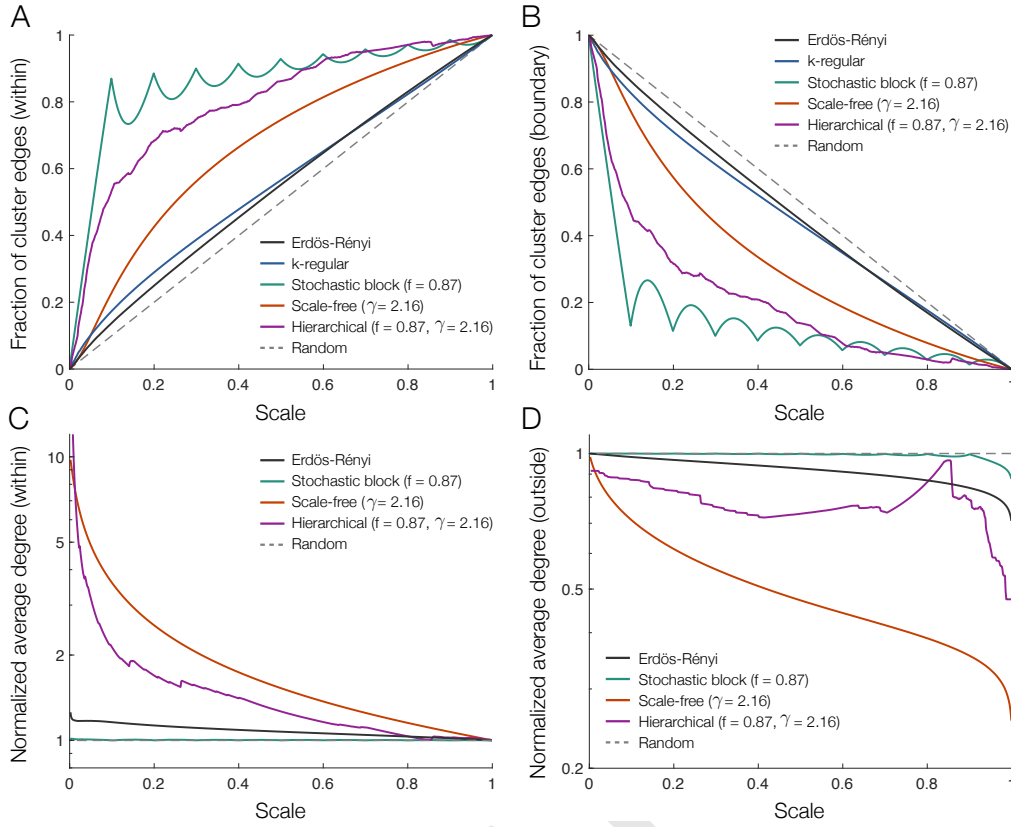 A
Fraction of cluster edges (within)
1
0.8
0.6
0.4
0.2
0
0
0.2
0.4
0.6
0.8
1
Scale
Erdös-Rényi
k-regular
Stochastic block (f = 0.87)
Scale-free (γ = 2.16)
Hierarchical (f = 0.87, γ = 2.16)
Random
B
Fraction of cluster edges (boundary)
1
0.8
0.6
0.4
0.2
0
0
0.2
0.4
0.6
0.8
1
Scale
Erdös-Rényi
k-regular
Stochastic block (f = 0.87)
Scale-free (γ = 2.16)
Hierarchical (f = 0.87, γ = 2.16)
Random
C
Normalized average degree (within)
10
5
2
1
0
0.2
0.4
0.6
0.8
1
Scale
Erdös-Rényi
Stochastic block (f = 0.87)
Scale-free (γ = 2.16)
Hierarchical (f = 0.87, γ = 2.16)
Random
D
Normalized average degree (outside)
1
0.5
0.2
0
0.2
0.4
0.6
0.8
1
Scale
Erdös-Rényi
Stochastic block (f = 0.87)
Scale-free (γ = 2.16)
Hierarchical (f = 0.87, γ = 2.16)
Random